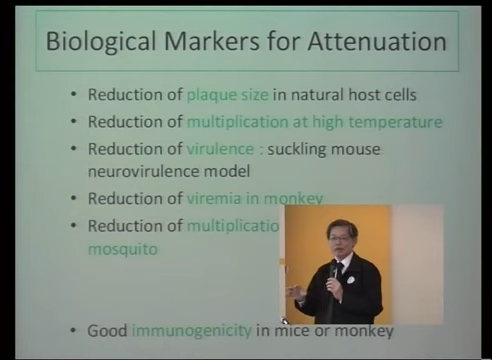 Biological Markers for Attenuation
• Reduction of plaque size in natural host cells
• Reduction of multiplication at high temperature
• Reduction of virulence : suckling mouse
neurovirulence model
• Reduction of viremia in monkey
• Reduction of multiplicatio
mosquito
• Good immunogenicity in mice or monkey